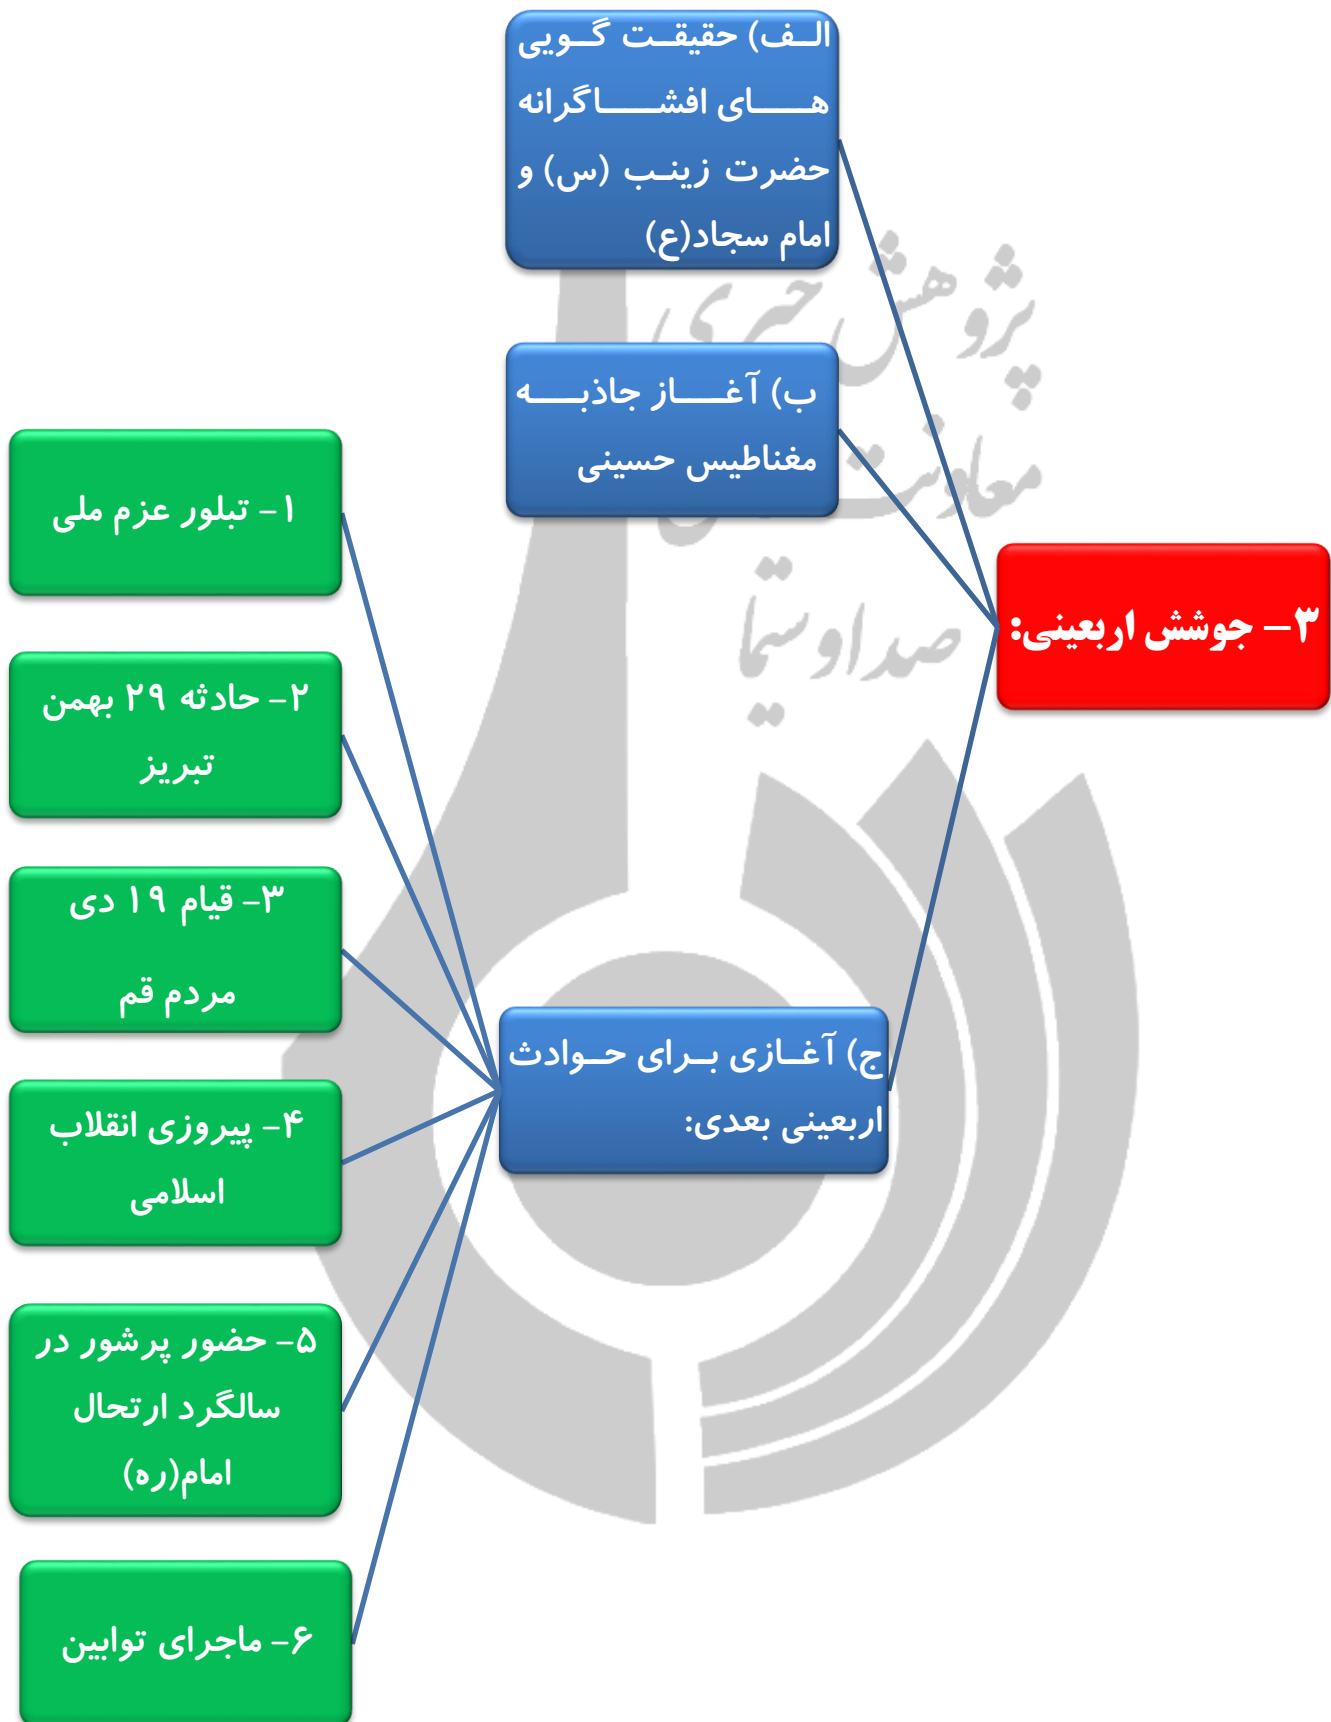 ۳- جوشش اربعینی:
الف) حقیقت گویی
های افشاگرانه
حضرت زینب (س) و
امام سجاد(ع)
ب) آغاز جاذبه
مغناطیس حسینی
ج) آغازی برای حوادث
اربعینی بعدی:
۱- تبلور عزم ملی
۲- حادثه ۲۹ بهمن
تبریز
۳- قیام ۱۹ دی
مردم قم
۴- پیروزی انقلاب
اسلامی
۵- حضور پرشور در
سالگرد ارتحال
امام(ره)
۶- ماجرای توابین
پژوهش خبری
معاونت
صدا و سیما